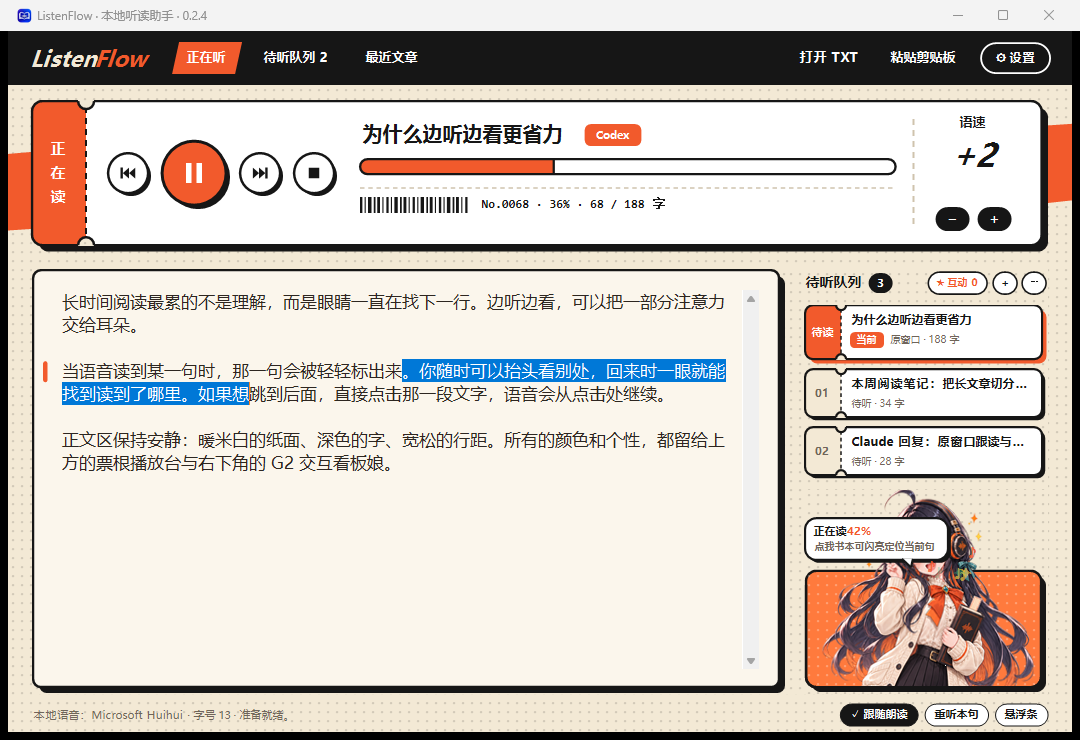 ListenFlow · 本地听读助手 · 0.2.4
ListenFlow
正在听
待听队列 2
最近文章
打开 TXT
粘贴剪贴板
设置
正在读
为什么边听边看更省力
Codex
No.0068 · 36% · 68 / 188 字
语速
+2
−
+
长时间阅读最累的不是理解，而是眼睛一直在找下一行。边听边看，可以把一部分注意力
交给耳朵。
当语音读到某一句时，那一句会被轻轻标出来。你随时可以抬头看别处，回来时一眼就能
找到读到了哪里。如果想跳到后面，直接点击那一段文字，语音会从点击处继续。
正文区保持安静：暖米白的纸面、深色的字、宽松的行距。所有的颜色和个性，都留给上
方的票根播放台与右下角的 G2 交互看板娘。
待听队列 3
★ 互动 0
+
待读
为什么边听边看更省力
当前 原窗口 · 188 字
01
本周阅读笔记：把长文章切分...
待听 · 34 字
02
Claude 回复：原窗口跟读与...
待听 · 28 字
正在读42%
点我书本可闪亮定位当前句
本地语音：Microsoft Huihui · 字号 13 · 准备就绪。
✓ 跟随朗读
重听本句
悬浮条